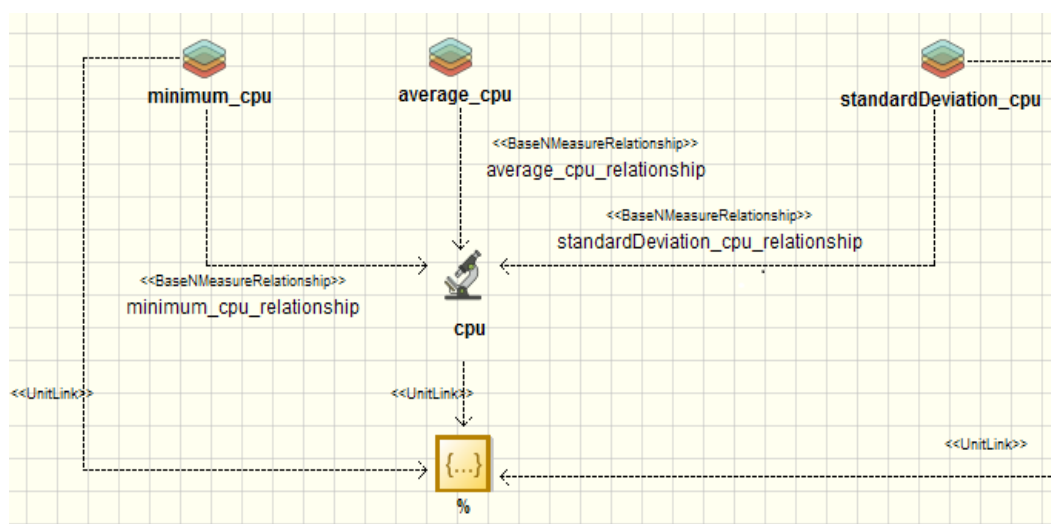 minimum_cpu
average_cpu
standardDeviation_cpu
<<BaseNMeasureRelationship>>
average_cpu_relationship
<<BaseNMeasureRelationship>>
standardDeviation_cpu_relationship
<<BaseNMeasureRelationship>>
minimum_cpu_relationship
cpu
<<UnitLink>>
<<UnitLink>>
<<UnitLink>>
{...}
%